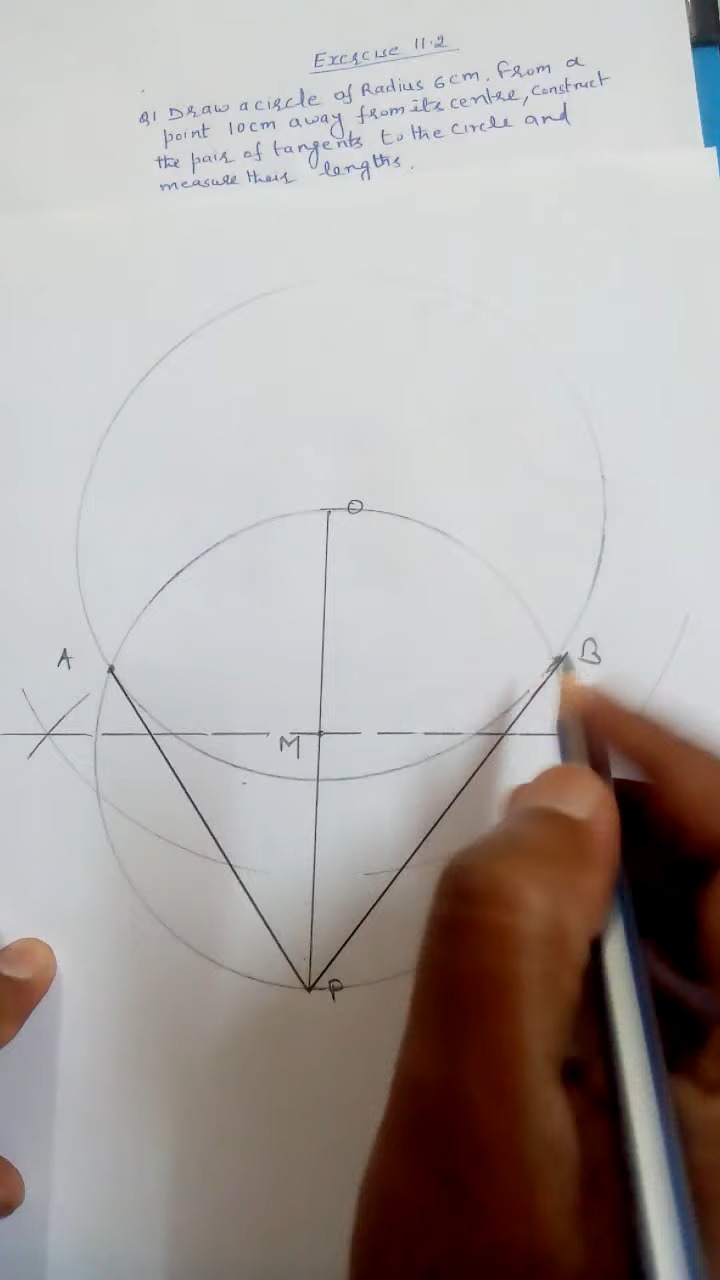 Exercise 11.2
Q1 Draw a circle of Radius 6cm. From a
point 10cm away from its centre, construct
the pair of tangents to the circle and
measure their lengths.
O
A
B
M
P